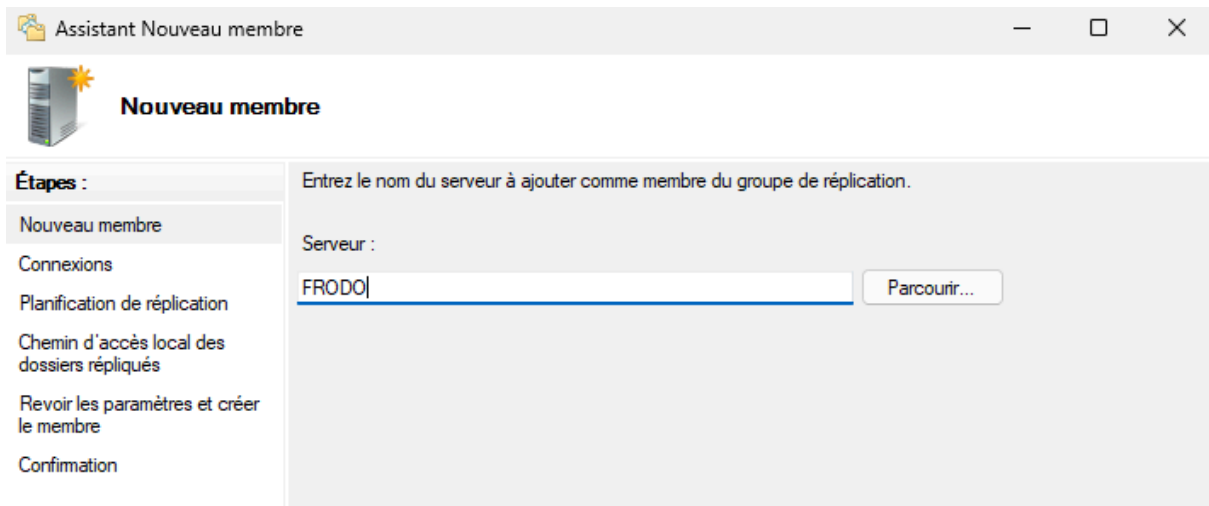 Assistant Nouveau membre
Nouveau membre
Étapes :
Nouveau membre
Connexions
Planification de réplication
Chemin d'accès local des
dossiers répliqués
Revoir les paramètres et créer
le membre
Confirmation
Entrez le nom du serveur à ajouter comme membre du groupe de réplication.
Serveur :
FRODO
Parcourir...